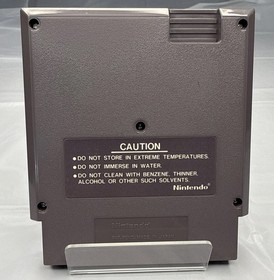 CAUTION
•DO NOT STORE IN EXTREME TEMPERATURES.
•DO NOT IMMERSE IN WATER.
•DO NOT CLEAN WITH BENZENE, THINNER,
ALCOHOL OR OTHER SUCH SOLVENTS.
Nintendo
Nintendo